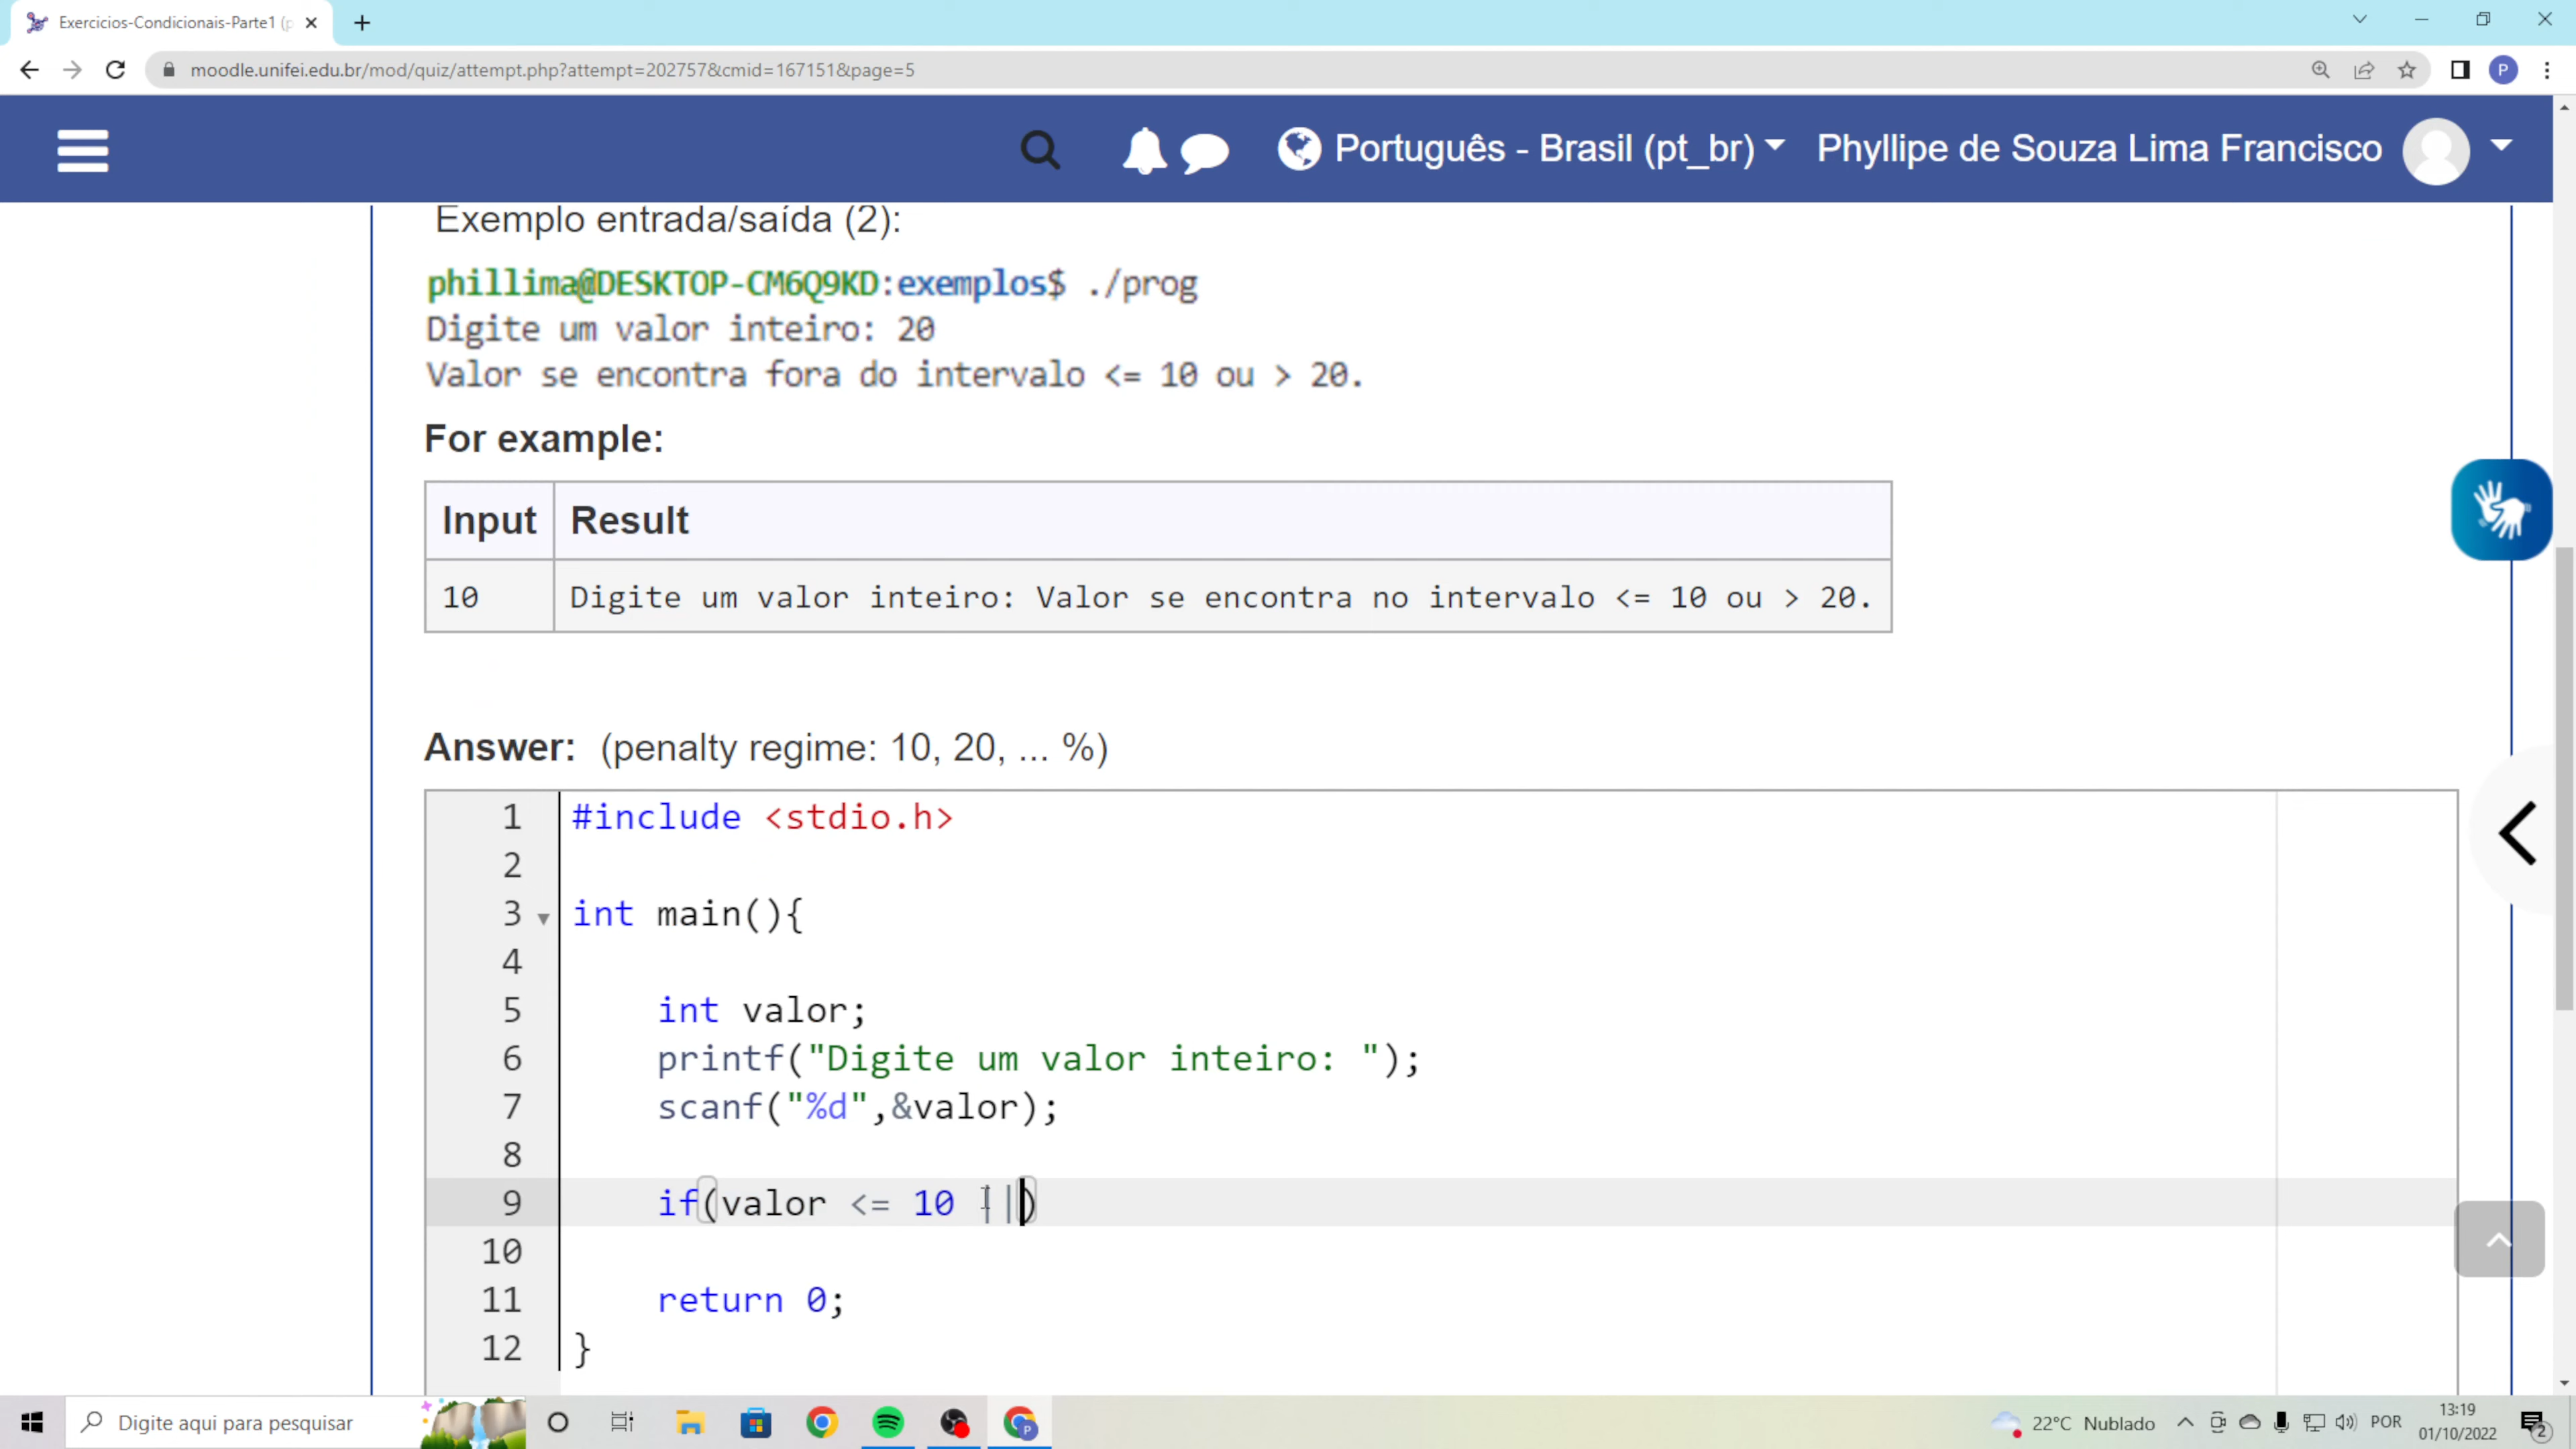 Exercicios-Condicionais-Parte1 (p
moodle.unifei.edu.br/mod/quiz/attempt.php?attempt=202757&cmid=167151&page=5
P
Português - Brasil (pt_br)
Phyllipe de Souza Lima Francisco
Exemplo entrada/saída (2):
phillima@DESKTOP-CM6Q9KD:exemplos$ ./prog
Digite um valor inteiro: 20
Valor se encontra fora do intervalo <= 10 ou > 20.
For example:
Input Result
10 Digite um valor inteiro: Valor se encontra no intervalo <= 10 ou > 20.
Answer: (penalty regime: 10, 20, ... %)
1 #include <stdio.h>
2
3 int main(){
4
5 int valor;
6 printf("Digite um valor inteiro: ");
7 scanf("%d",&valor);
8
9 if(valor <= 10 ||)
10
11 return 0;
12 }
Digite aqui para pesquisar
P
22°C Nublado
POR
13:19
01/10/2022
2